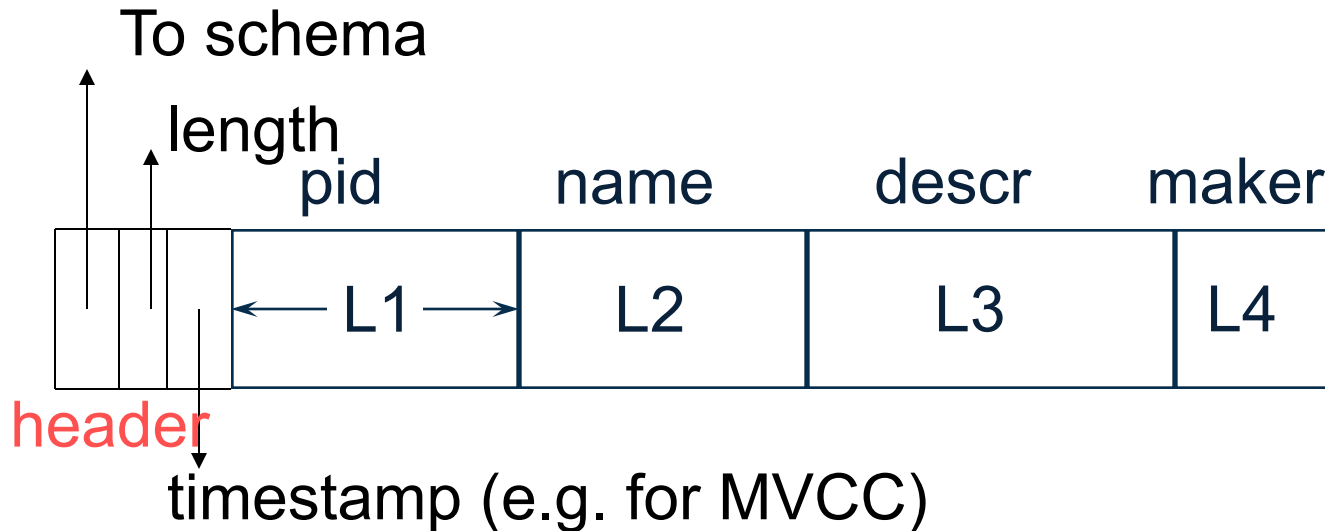 To schema
length
pid name descr maker
L1 L2 L3 L4
header
timestamp (e.g. for MVCC)